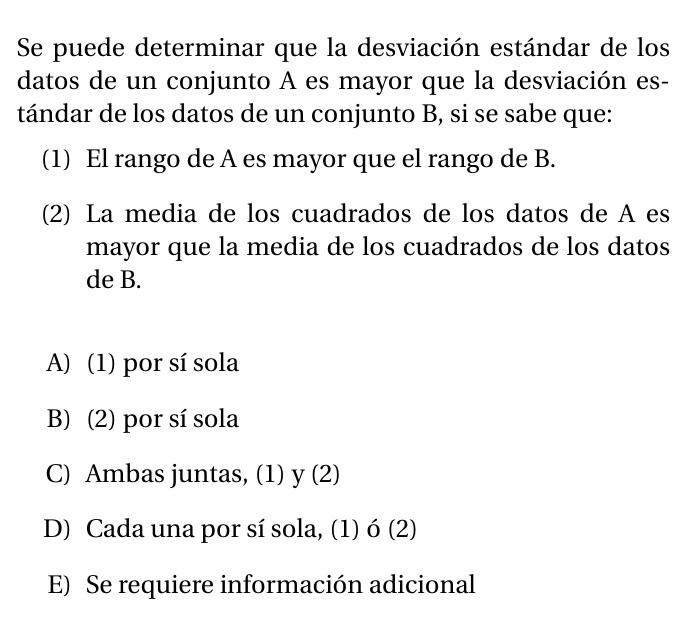 Se puede determinar que la desviación estándar de los
datos de un conjunto A es mayor que la desviación es-
tándar de los datos de un conjunto B, si se sabe que:
(1) El rango de A es mayor que el rango de B.
(2) La media de los cuadrados de los datos de A es
mayor que la media de los cuadrados de los datos
de B.
A) (1) por sí sola
B) (2) por sí sola
C) Ambas juntas, (1) y (2)
D) Cada una por sí sola, (1) ó (2)
E) Se requiere información adicional